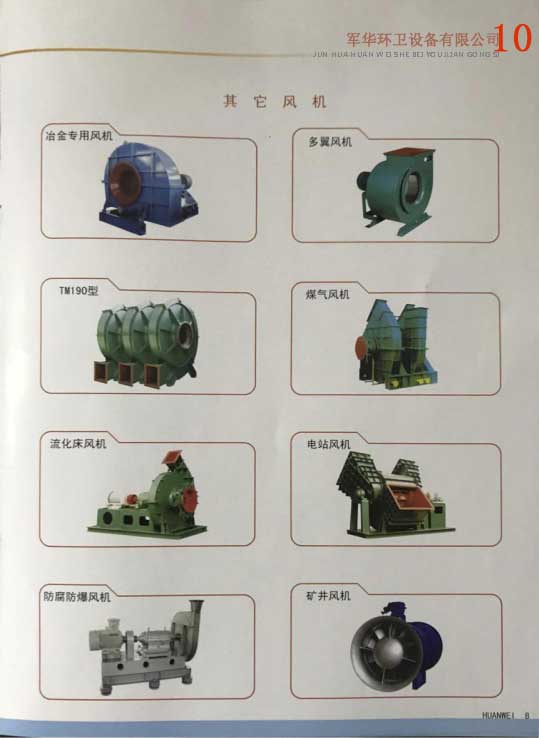 军华环卫设备有限公司
10
JUN HUA HUAN WEI SHE BEI YOU JIAN GONG SI
其它风机
冶金专用风机
多翼风机
TM190型
煤气风机
流化床风机
电站风机
防腐防爆风机
矿井风机
HUANWEI 8